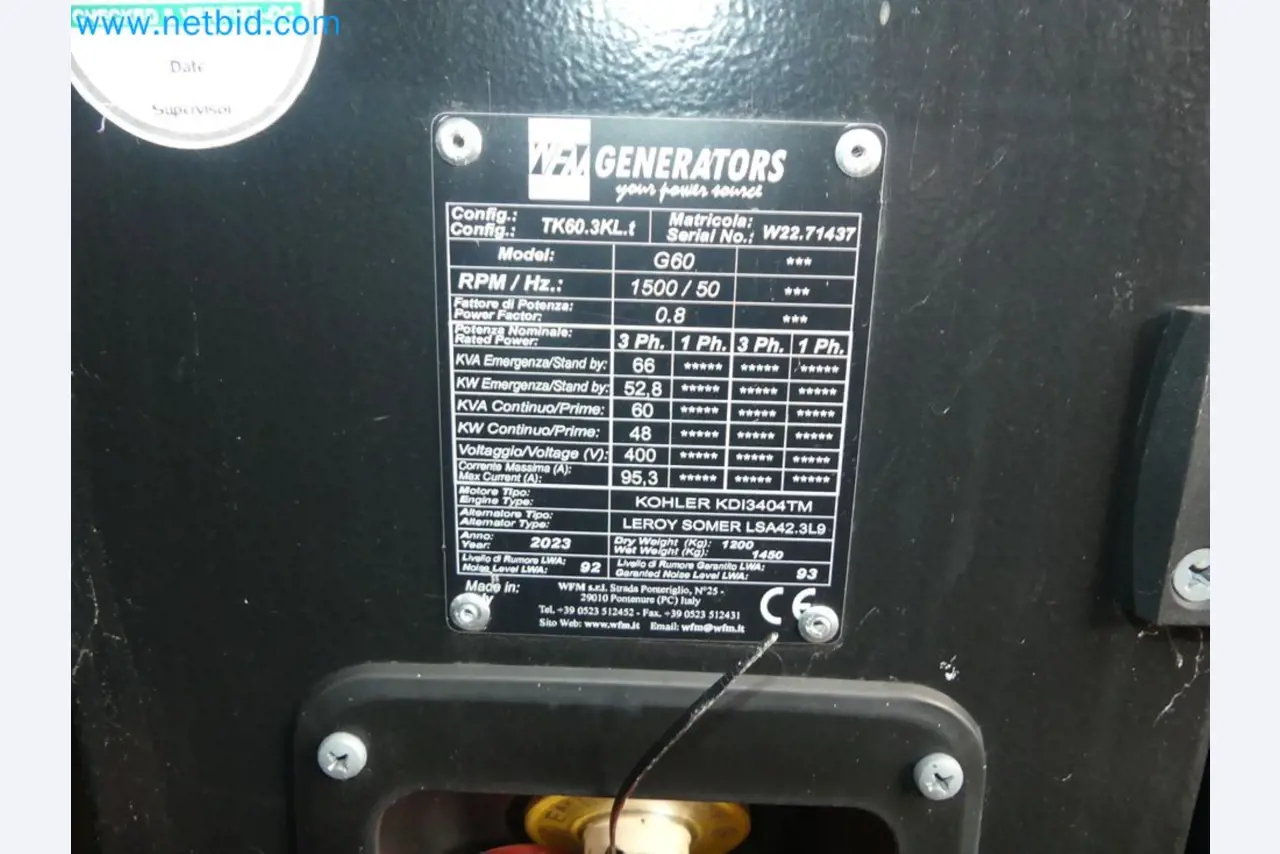 www.netbid.com
Date
Supervisor
WFM GENERATORS
your power source
Config.:
Config.: TK60.3KL.t Matricola:
Serial No.: W22.71437
Model: G60 ***
RPM / Hz.: 1500 / 50 ***
Fattore di Potenza:
Power Factor: 0.8 ***
Potenza Nominale:
Rated Power: 3 Ph. 1 Ph. 3 Ph. 1 Ph.
KVA Emergenza/Stand by: 66 ***** ***** *****
KW Emergenza/Stand by: 52,8 ***** ***** *****
KVA Continuo/Prime: 60 ***** ***** *****
KW Continuo/Prime: 48 ***** ***** *****
Voltaggio/Voltage (V): 400 ***** ***** *****
Corrente Massima (A):
Max Current (A): 95,3 ***** ***** *****
Motore Tipo:
Engine Type: KOHLER KDI3404TM
Alternatore Tipo:
Alternator Type: LEROY SOMER LSA42.3L9
Anno:
Year: 2023 Dry Weight (Kg): 1200
Wet Weight (Kg): 1450
Livello di Rumore LWA:
Noise Level LWA: 92 Livello di Rumore Garantito LWA:
Garanted Noise Level LWA: 93
Made in:
WFM s.r.l. Strada Ponteriglio, N°25 -
29010 Pontenure (PC) Italy
Tel. +39 0523 512452 - Fax. +39 0523 512431
Sito Web: www.wfm.it Email: wfm@wfm.it
CE